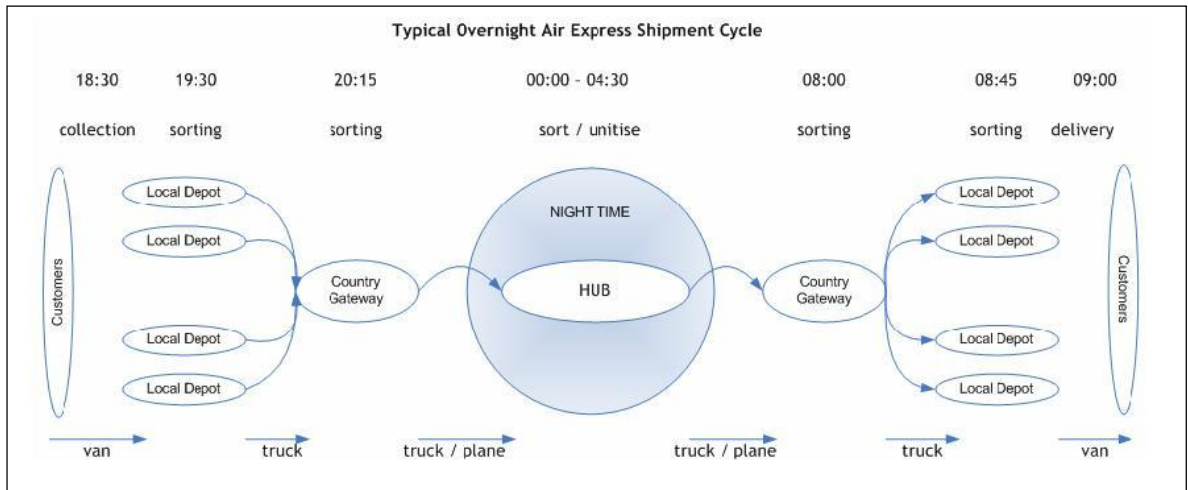 Typical Overnight Air Express Shipment Cycle
18:30 19:30 20:15 00:00 – 04:30 08:00 08:45 09:00
collection sorting sorting sort / unitise sorting sorting delivery
Local Depot Local Depot
NIGHT TIME
Local Depot Local Depot
Customers
Country
Gateway
HUB
Country
Gateway
Customers
Local Depot Local Depot
Local Depot Local Depot
van truck truck / plane truck / plane truck van